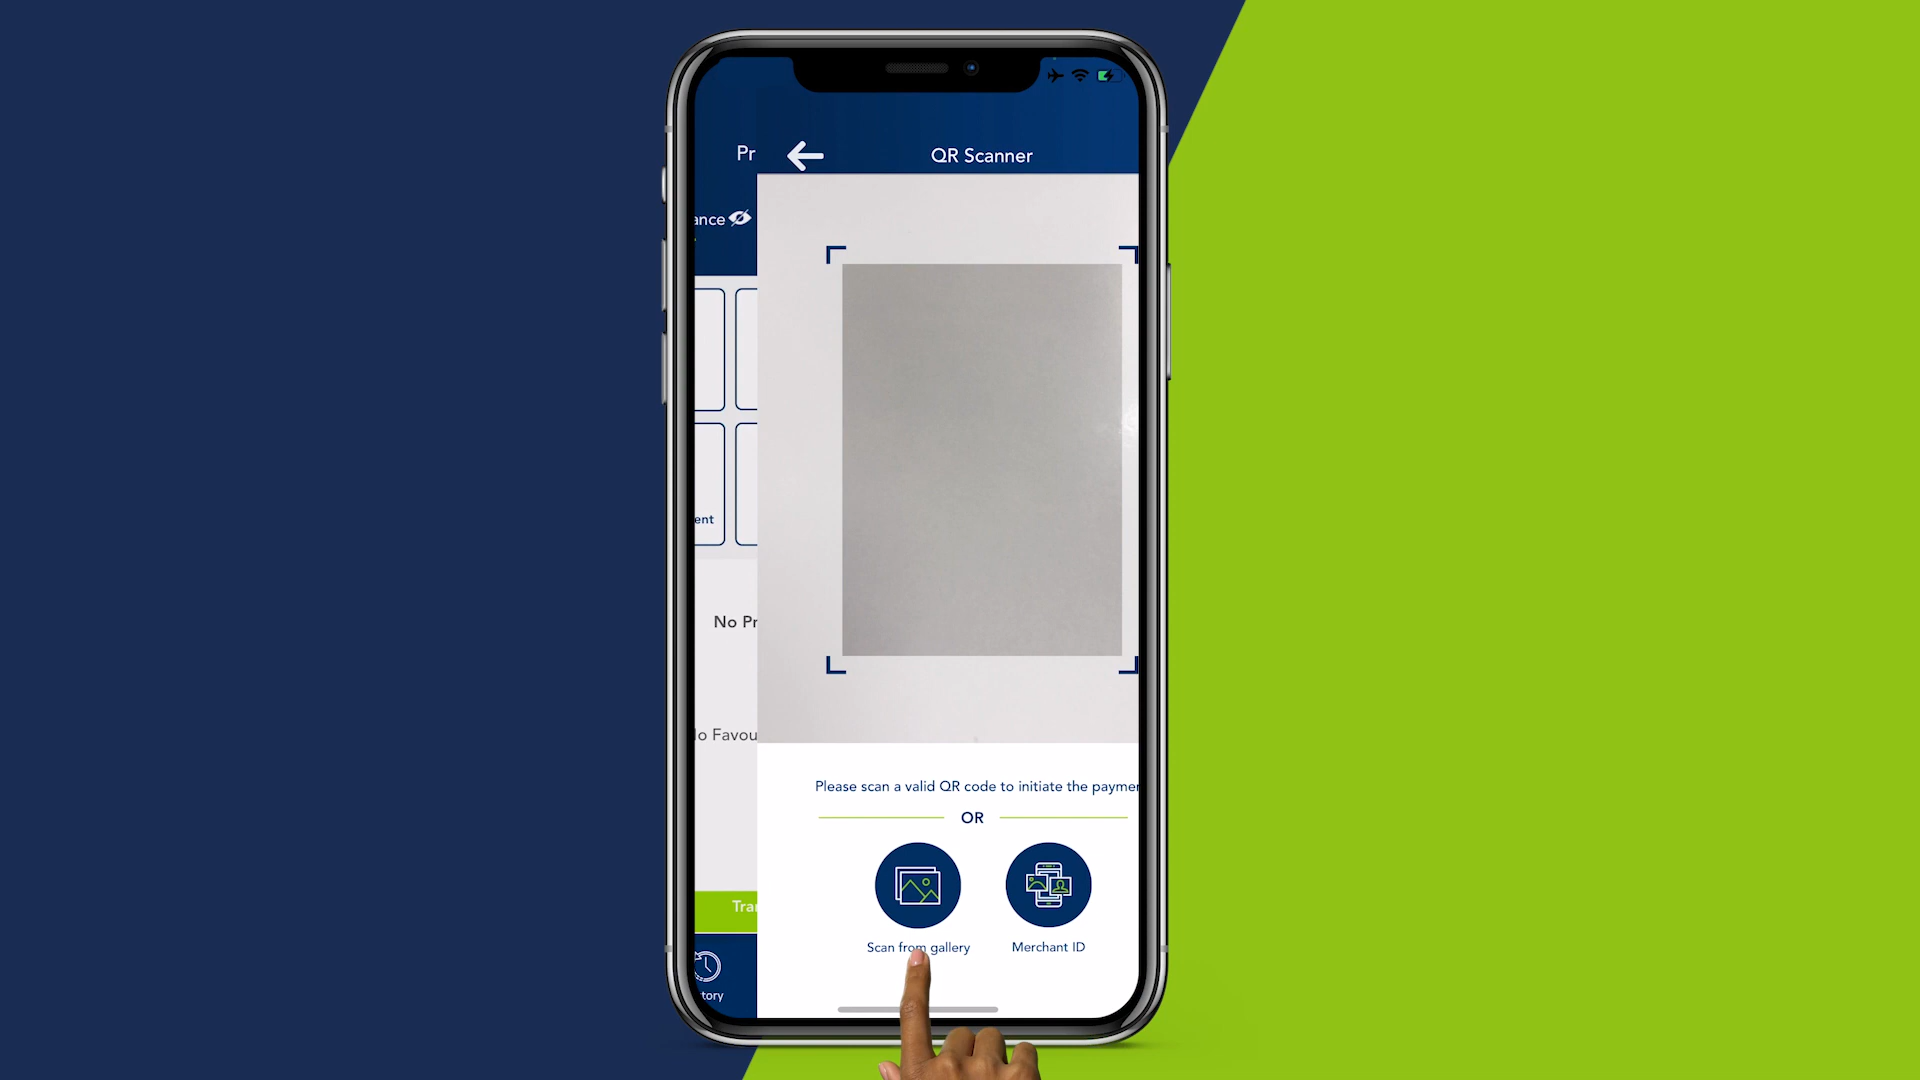 Pr
QR Scanner
ance
ent
No Pr
lo Favou
Please scan a valid QR code to initiate the paymen
OR
Scan from gallery
Merchant ID
Tra
tory